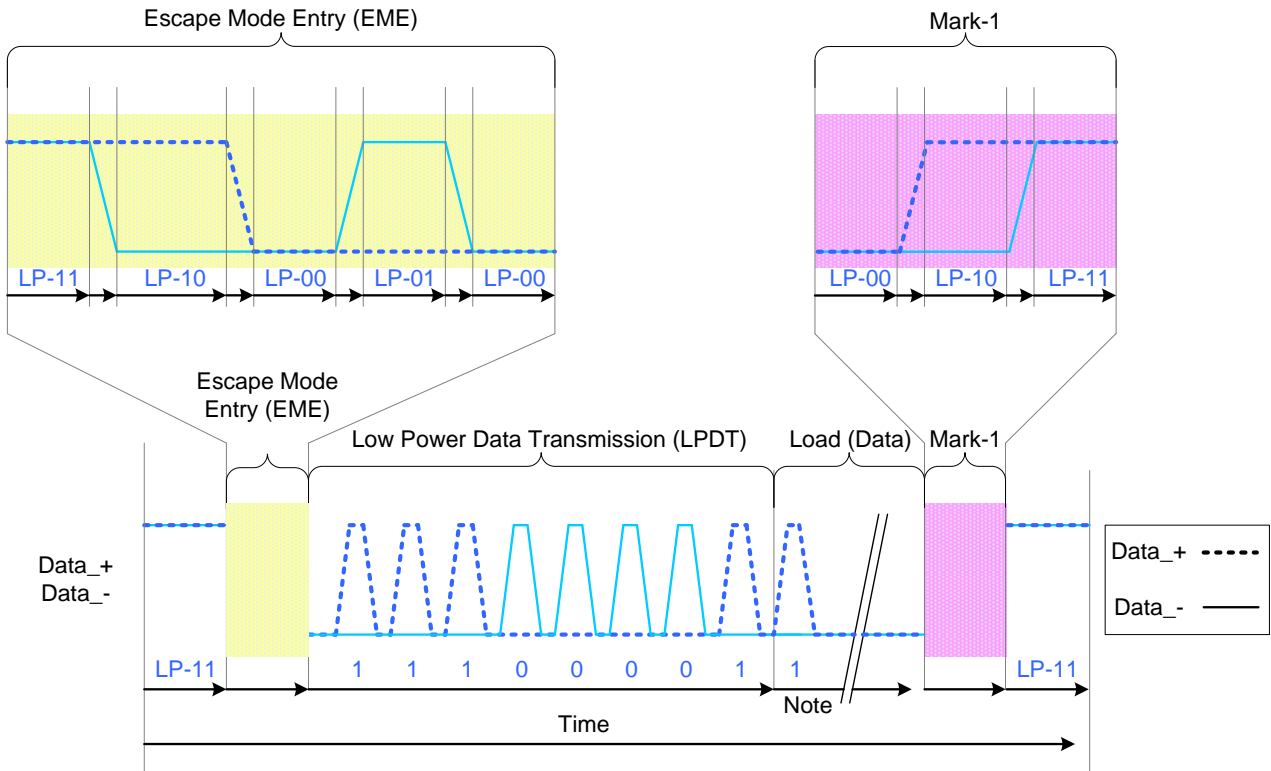 Escape Mode Entry (EME)
Mark-1
LP-11 LP-10 LP-00 LP-01 LP-00
LP-00 LP-10 LP-11
Escape Mode
Entry (EME)
Low Power Data Transmission (LPDT)
Load (Data)
Mark-1
Data_+
Data_-
Data_+
Data_-
LP-11 1 1 1 0 0 0 0 1 1 LP-11
Note
Time